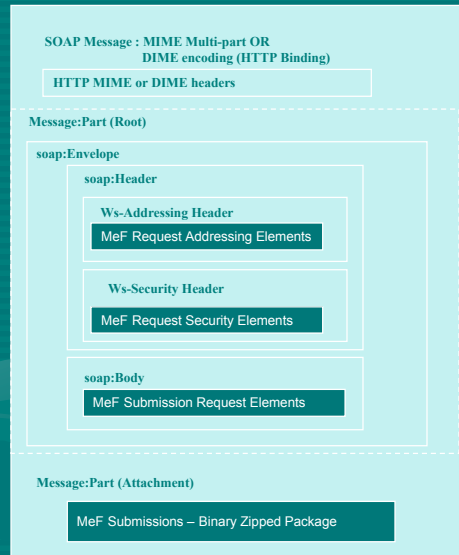 SOAP Message : MIME Multi-part OR
DIME encoding (HTTP Binding)
HTTP MIME or DIME headers
Message:Part (Root)
soap:Envelope
soap:Header
Ws-Addressing Header
MeF Request Addressing Elements
Ws-Security Header
MeF Request Security Elements
soap:Body
MeF Submission Request Elements
Message:Part (Attachment)
MeF Submissions – Binary Zipped Package